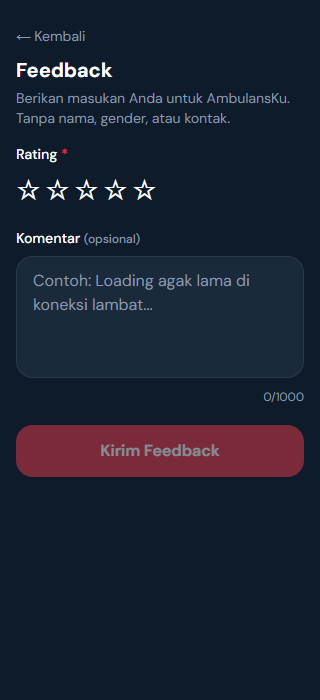 ← Kembali
Feedback
Berikan masukan Anda untuk AmbulansKu.
Tanpa nama, gender, atau kontak.
Rating *
☆ ☆ ☆ ☆ ☆
Komentar (opsional)
Contoh: Loading agak lama di
koneksi lambat...
0/1000
Kirim Feedback